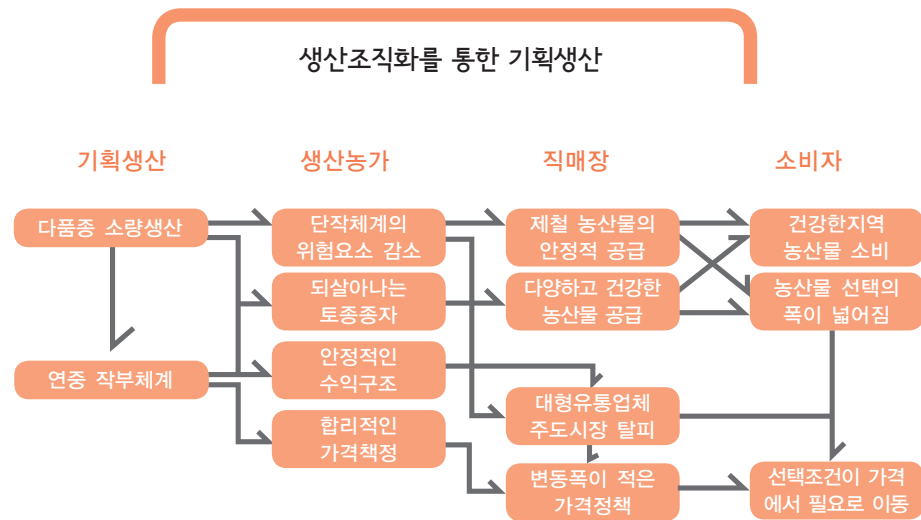 생산조직화를 통한 기획생산
기획생산
생산농가
직매장
소비자
다품종 소량생산
연중 작부체계
단작체계의
위험요소 감소
되살아나는
토종종자
안정적인
수익구조
합리적인
가격책정
제철 농산물의
안정적 공급
다양하고 건강한
농산물 공급
대형유통업체
주도시장 탈피
변동폭이 적은
가격정책
건강한지역
농산물 소비
농산물 선택의
폭이 넓어짐
선택조건이 가격
에서 필요로 이동